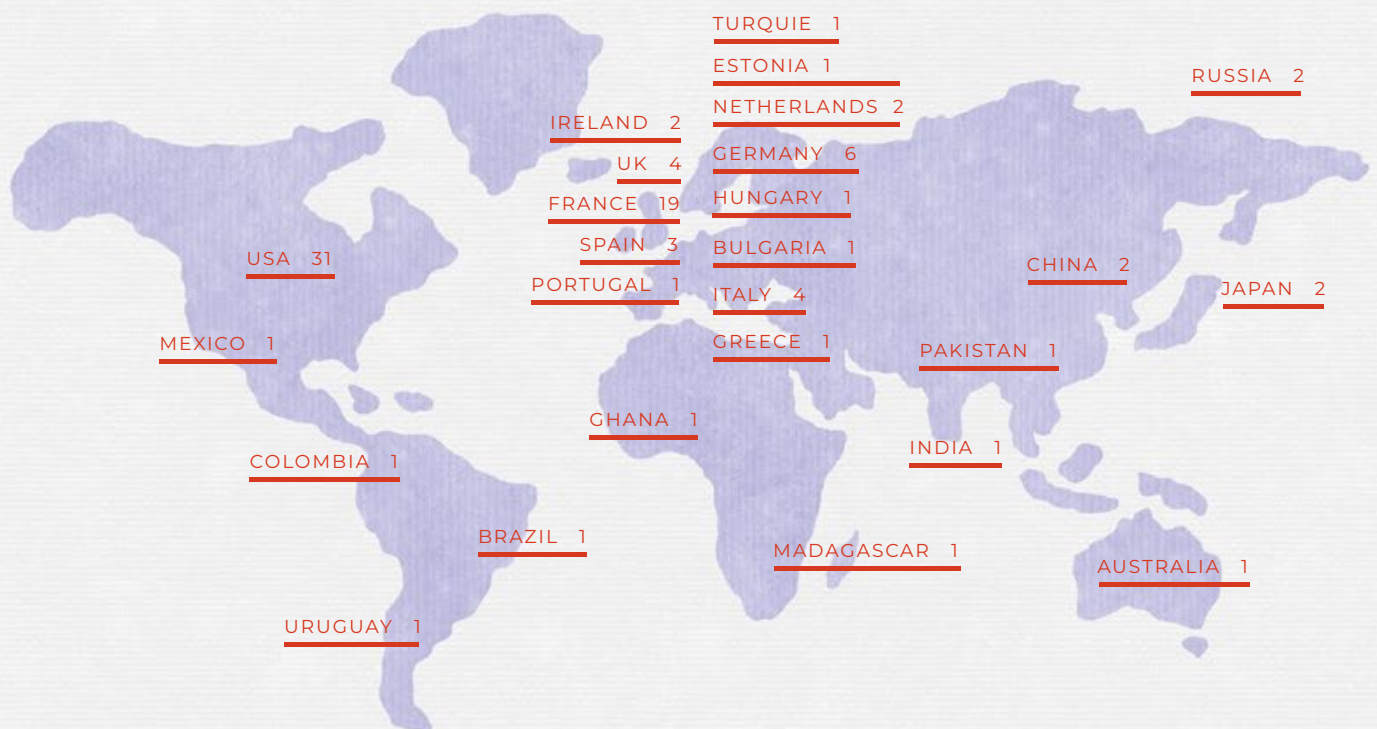 TURQUIE 1
ESTONIA 1
RUSSIA 2
NETHERLANDS 2
IRELAND 2
GERMANY 6
UK 4
HUNGARY 1
FRANCE 19
SPAIN 3
BULGARIA 1
USA 31
CHINA 2
PORTUGAL 1
ITALY 4
JAPAN 2
MEXICO 1
GREECE 1
PAKISTAN 1
GHANA 1
INDIA 1
COLOMBIA 1
BRAZIL 1
MADAGASCAR 1
AUSTRALIA 1
URUGUAY 1